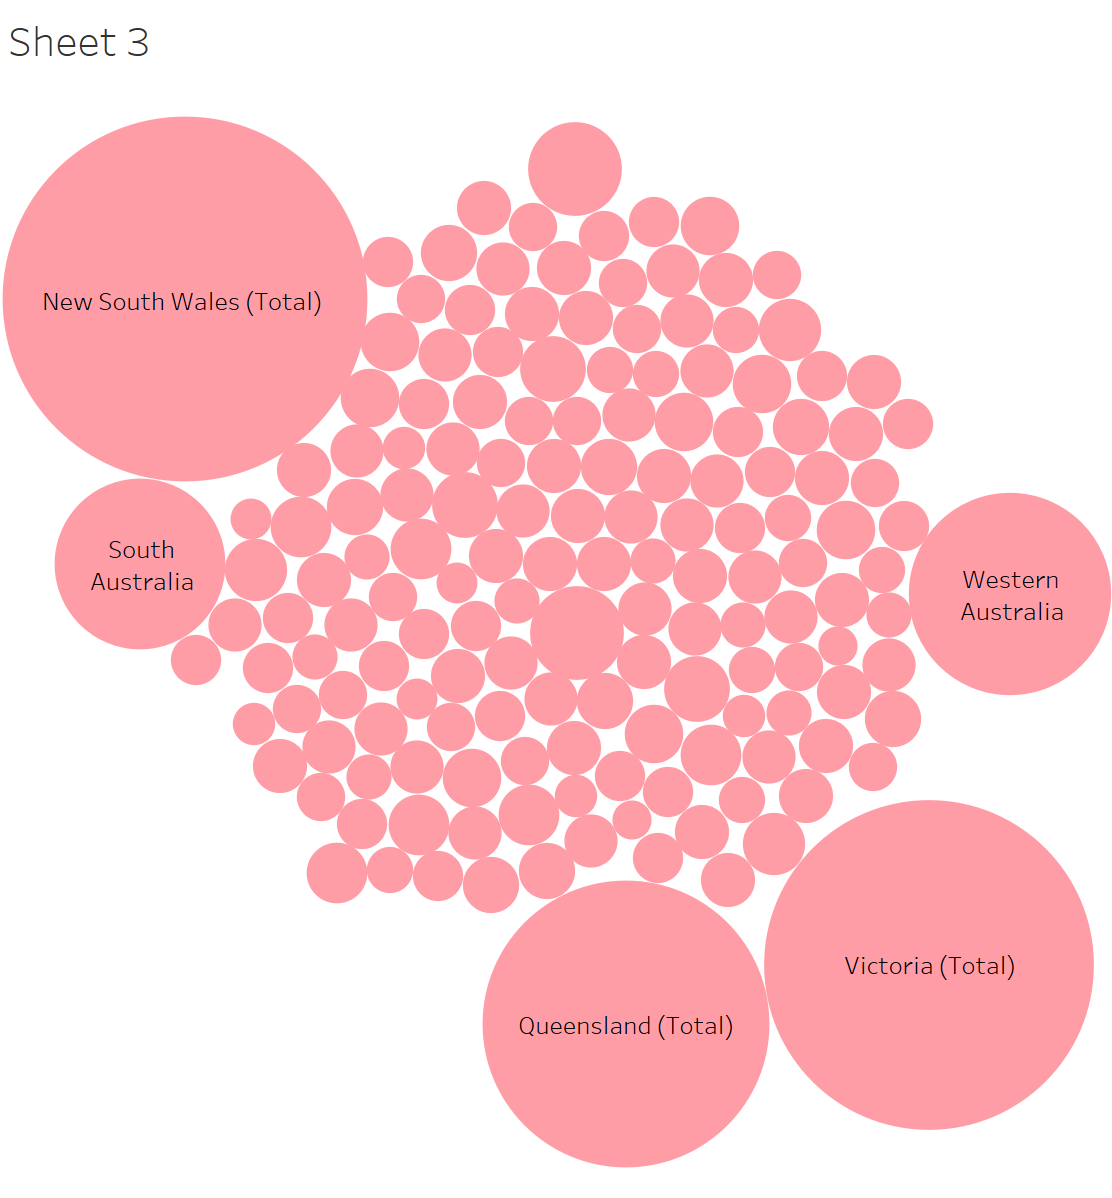 Sheet 3
New South Wales (Total)
South
Australia
Western
Australia
Victoria (Total)
Queensland (Total)